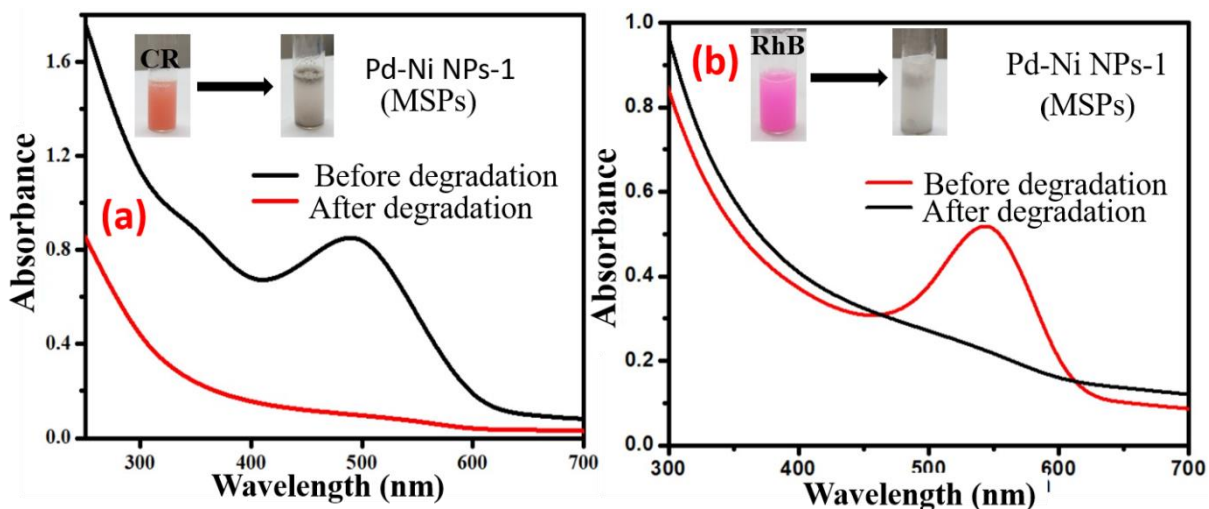 CR
Pd-Ni NPs-1
(MSPs)
Before degradation
After degradation
(a)
Absorbance
1.6
1.2
0.8
0.4
0.0
300
400
500
600
700
Wavelength (nm)
(b)
RhB
Pd-Ni NPs-1
(MSPs)
Before degradation
After degradation
Absorbance
1.0
0.8
0.6
0.4
0.2
0.0
300
400
500
600
700
Wavelength (nm)